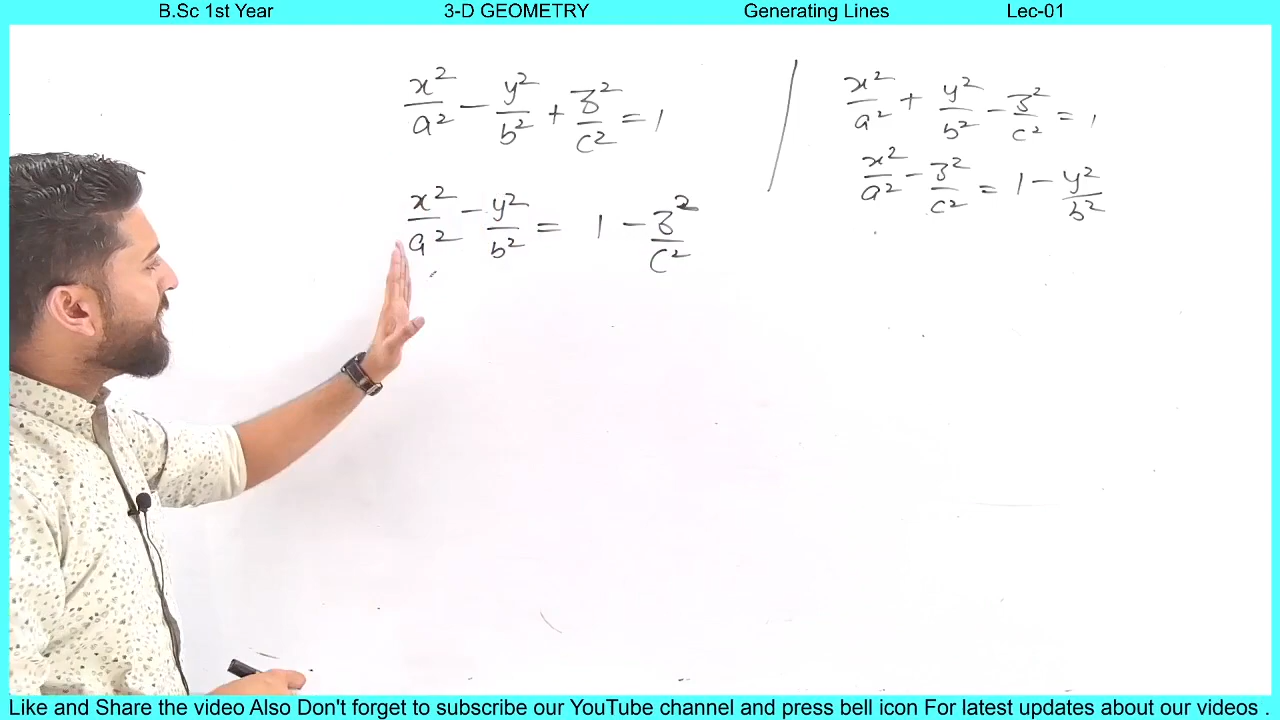 B.Sc 1st Year 3-D GEOMETRY Generating Lines Lec-01
x²/a² - y²/b² + z²/c² = 1
x²/a² - y²/b² = 1 - z²/c²
x²/a² + y²/b² - z²/c² = 1
x²/a² - z²/c² = 1 - y²/b²
Like and Share the video Also Don't forget to subscribe our YouTube channel and press bell icon For latest updates about our videos .